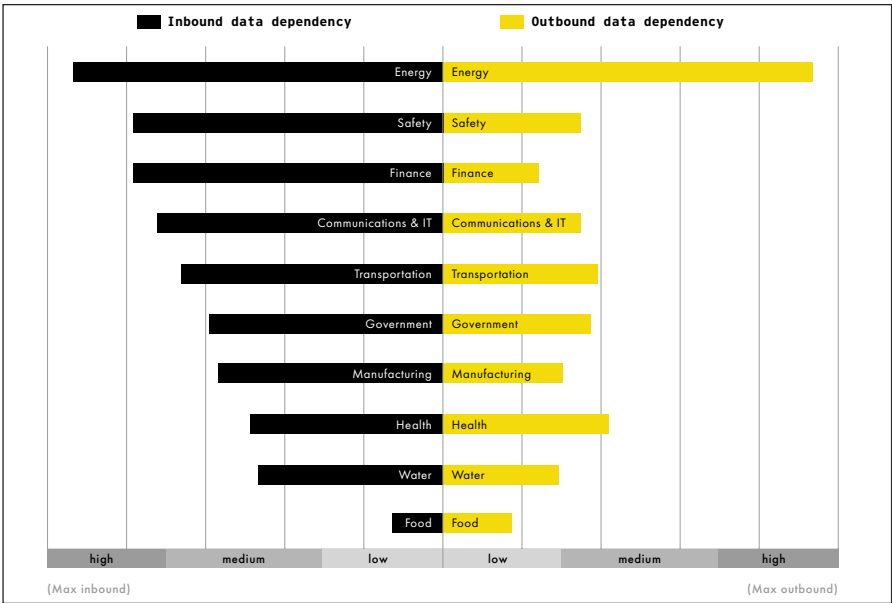 Inbound data dependency Outbound data dependency
Energy Energy
Safety Safety
Finance Finance
Communications & IT Communications & IT
Transportation Transportation
Government Government
Manufacturing Manufacturing
Health Health
Water Water
Food Food
high medium low low medium high
(Max inbound) (Max outbound)